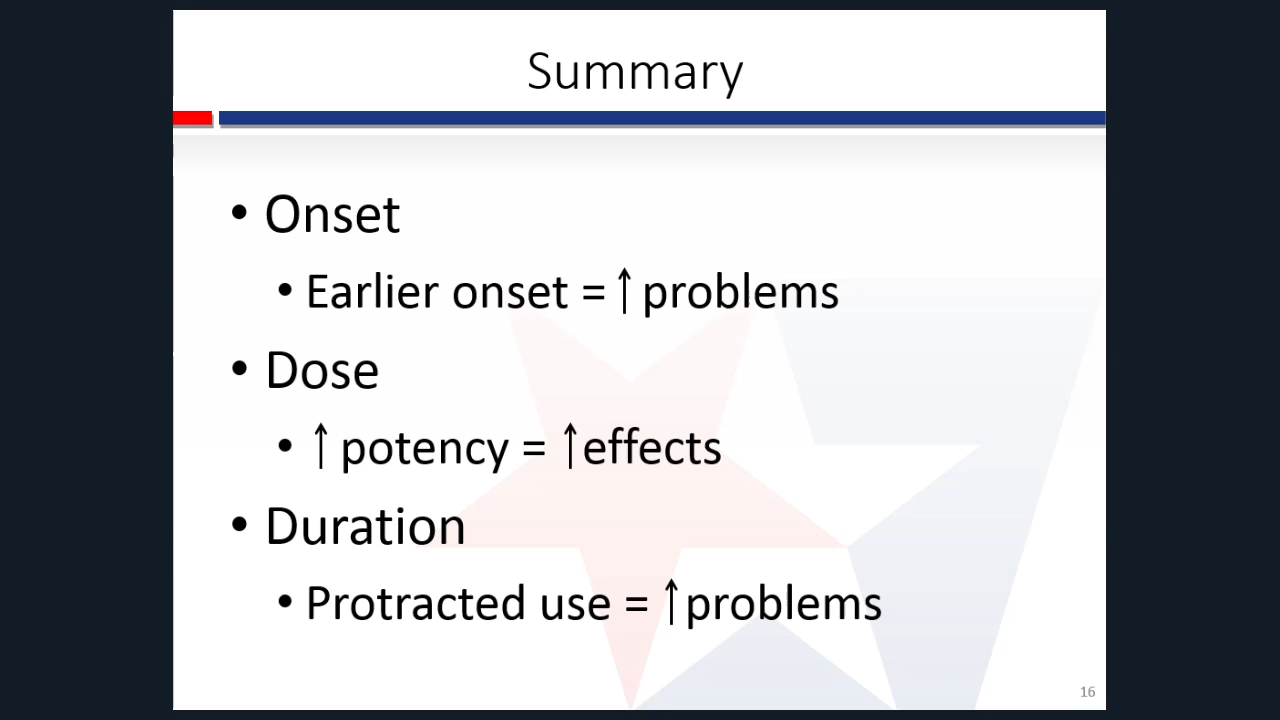 Summary
• Onset
• Earlier onset = ↑ problems
• Dose
• ↑ potency = ↑ effects
• Duration
• Protracted use = ↑ problems
16